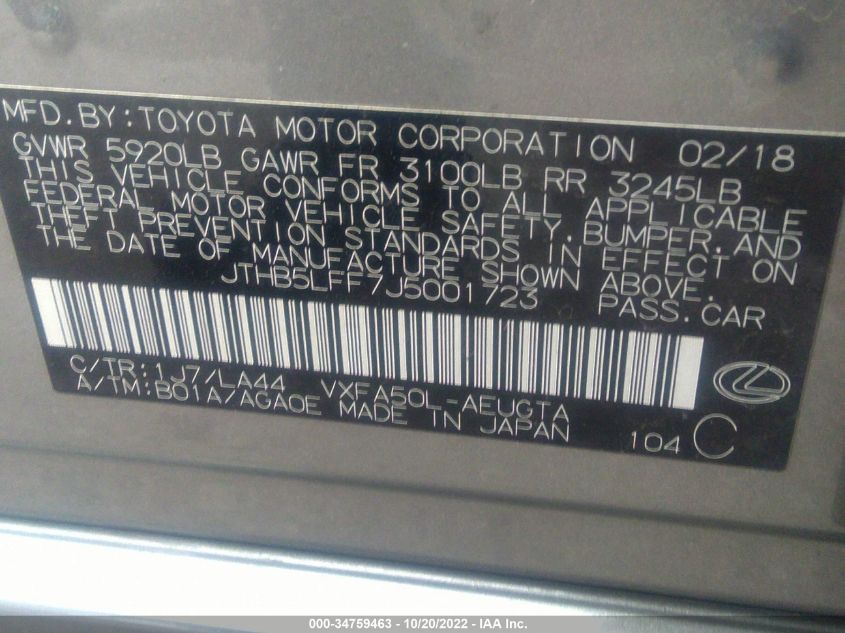 MFD.BY:TOYOTA MOTOR CORPORATION 02/18
GVWR 5920LB GAWR FR 3100LB RR 3245LB
THIS VEHICLE CONFORMS TO ALL APPLICABLE
FEDERAL MOTOR VEHICLE SAFETY,BUMPER,AND
THEFT PREVENTION STANDARDS IN EFFECT ON
THE DATE OF MANUFACTURE SHOWN ABOVE.
JTHB5LFF7J5001723 PASS.CAR
C/TR:1J7/LA44 VXFA50L-AEUGTA
A/TM:B01A/AGA0E MADE IN JAPAN 104 C
000-34759463 - 10/20/2022 - IAA Inc.